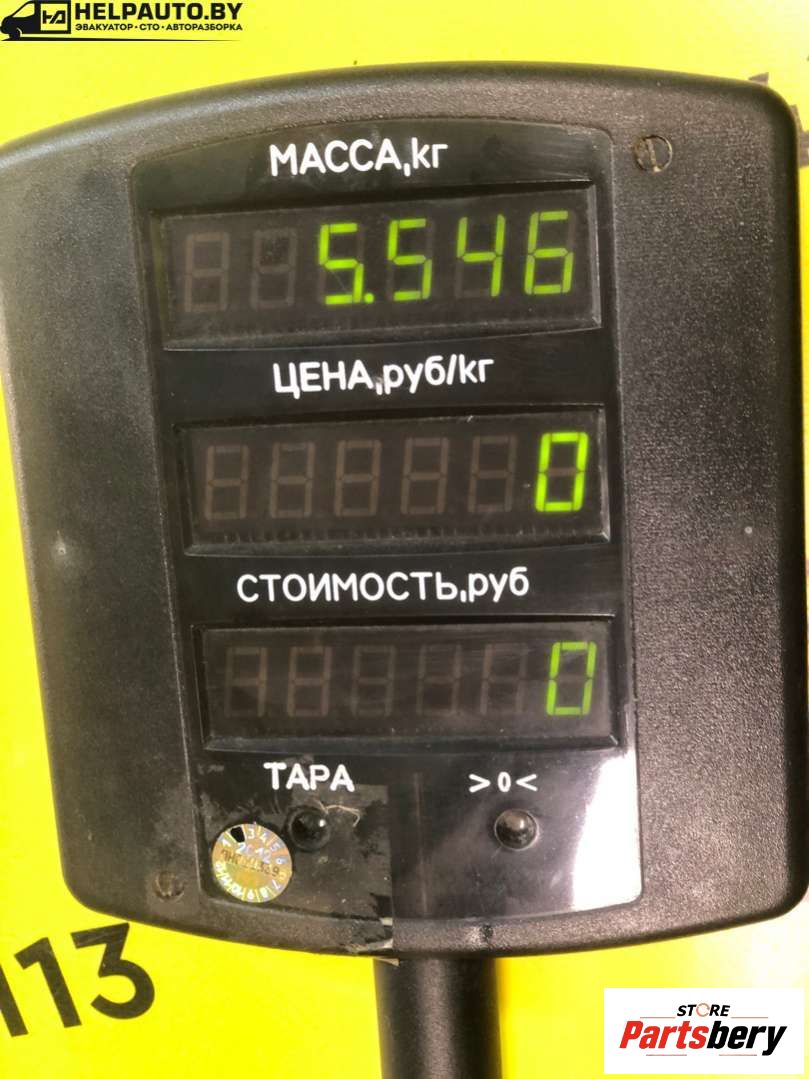 HELPAUTO.BY
ЭВАКУАТОР • СТО • АВТОРАЗБОРКА
МАССА,кг
5.546
ЦЕНА,руб/кг
0
СТОИМОСТЬ,руб
0
ТАРА >0<
2012
113
STORE
Partsbery